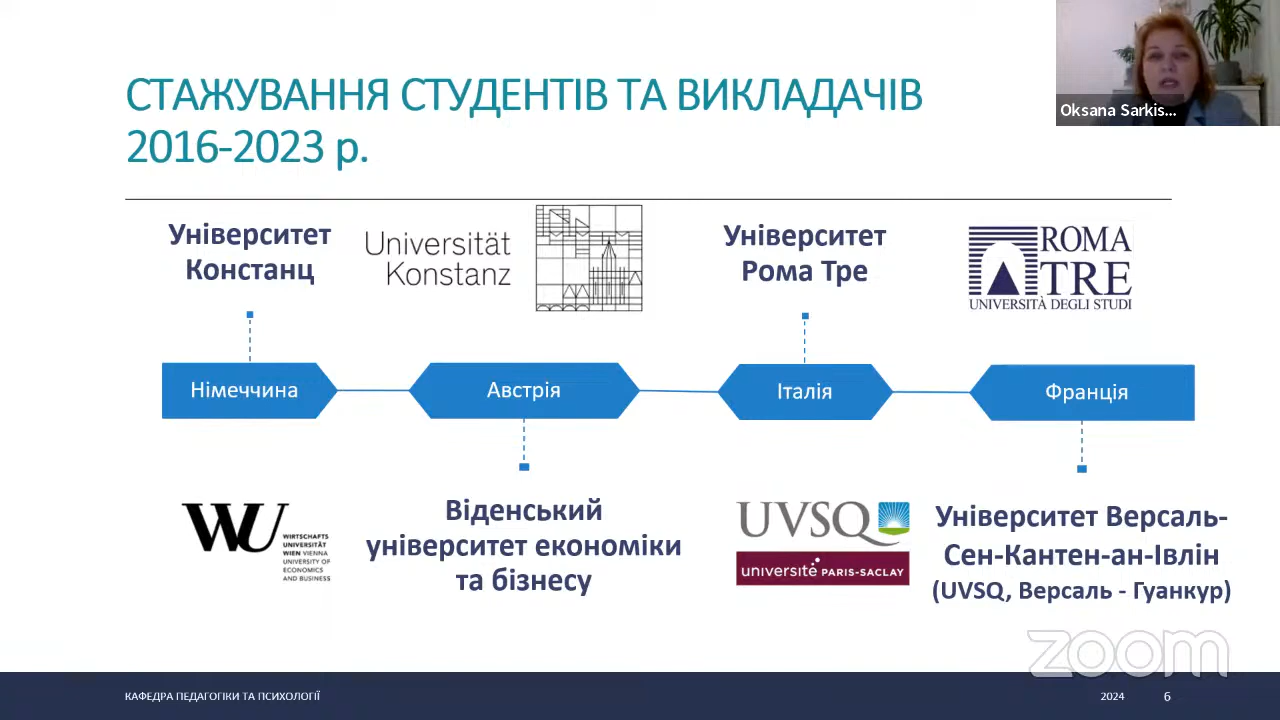 СТАЖУВАННЯ СТУДЕНТІВ ТА ВИКЛАДАЧІВ
2016-2023 р.
Oksana Sarkis...
Університет
Констанц
Universität
Konstanz
Університет
Рома Тре
ROMA
TRE
UNIVERSITÀ DEGLI STUDI
Німеччина
Австрія
Італія
Франція
WU
WIRTSCHAFTS
UNIVERSITÄT
WIEN VIENNA
UNIVERSITY OF
ECONOMICS
AND BUSINESS
Віденський
університет економіки
та бізнесу
UVSQ
université PARIS-SACLAY
Університет Версаль-
Сен-Кантен-ан-Івлін
(UVSQ, Версаль - Гуанкур)
zoom
КАФЕДРА ПЕДАГОГІКИ ТА ПСИХОЛОГІЇ
2024
6